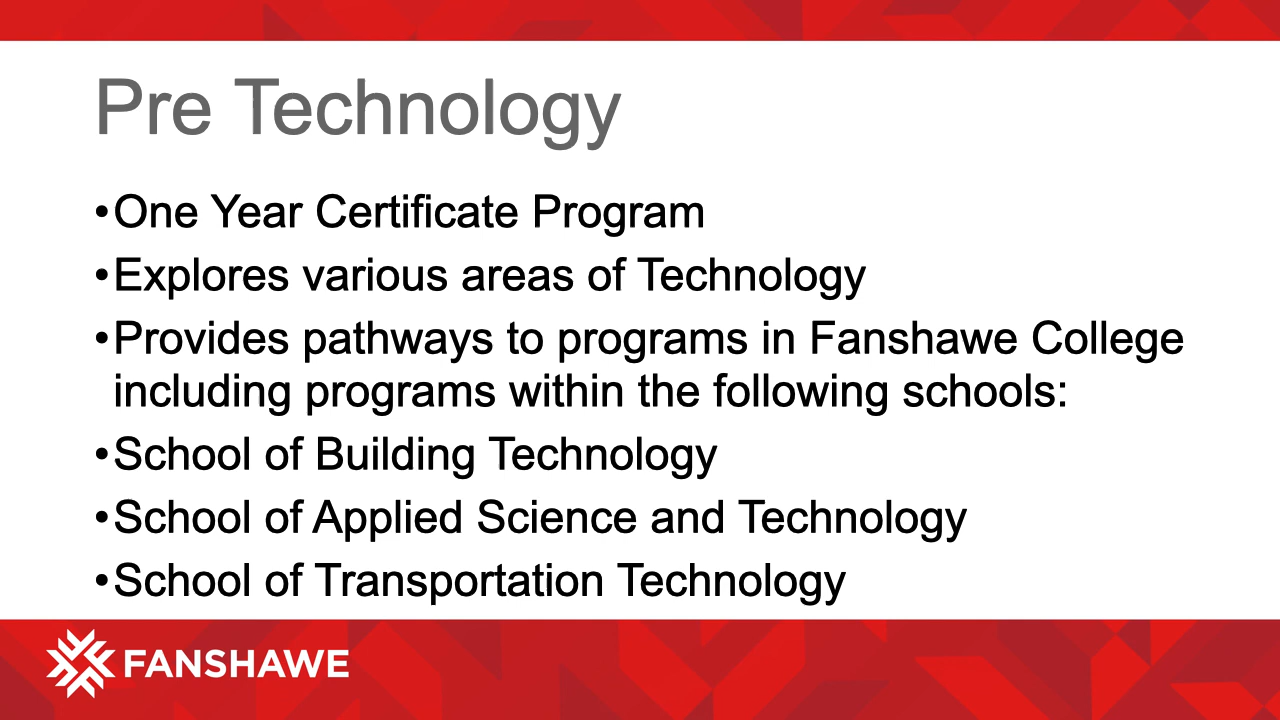 Pre Technology
•One Year Certificate Program
•Explores various areas of Technology
•Provides pathways to programs in Fanshawe College
including programs within the following schools:
•School of Building Technology
•School of Applied Science and Technology
•School of Transportation Technology
FANSHAWE